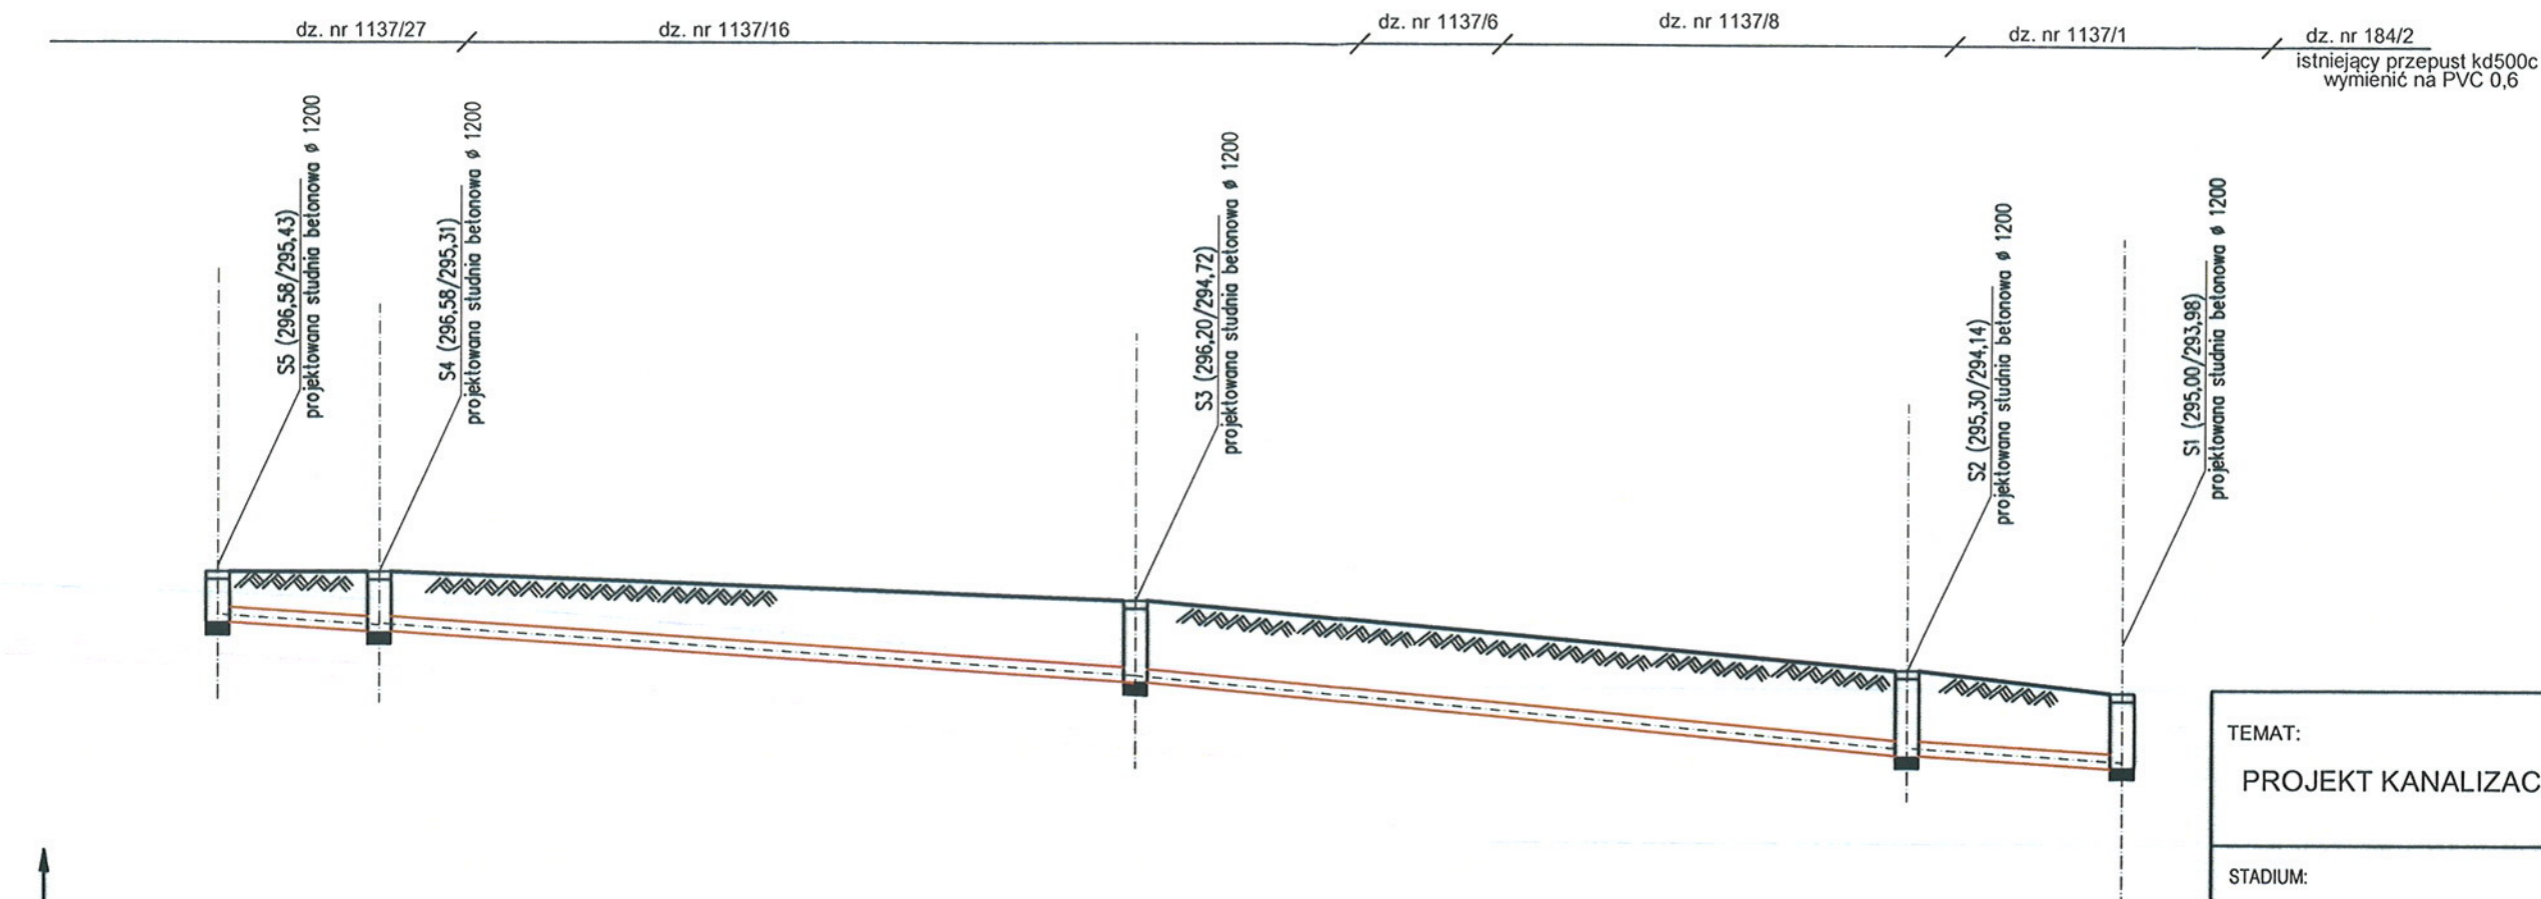 dz. nr 1137/27
dz. nr 1137/16
dz. nr 1137/6
dz. nr 1137/8
dz. nr 1137/1
dz. nr 184/2
istniejący przepust kd500c
wymienić na PVC 0,6
S5 (296,58/295,43)
projektowana studnia betonowa ø 1200
S4 (296,58/295,31)
projektowana studnia betonowa ø 1200
S3 (296,20/294,72)
projektowana studnia betonowa ø 1200
S2 (295,30/294,14)
projektowana studnia betonowa ø 1200
S1 (295,00/293,98)
projektowana studnia betonowa ø 1200
TEMAT:
PROJEKT KANALIZAC
STADIUM: